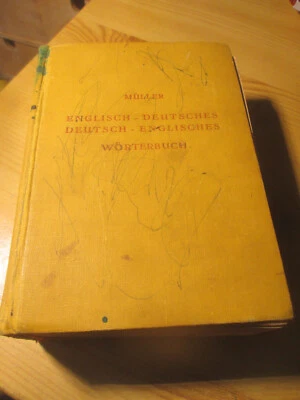 MÜLLER
ENGLISCH - DEUTSCHES
DEUTSCH - ENGLISCHES
WÖRTERBUCH